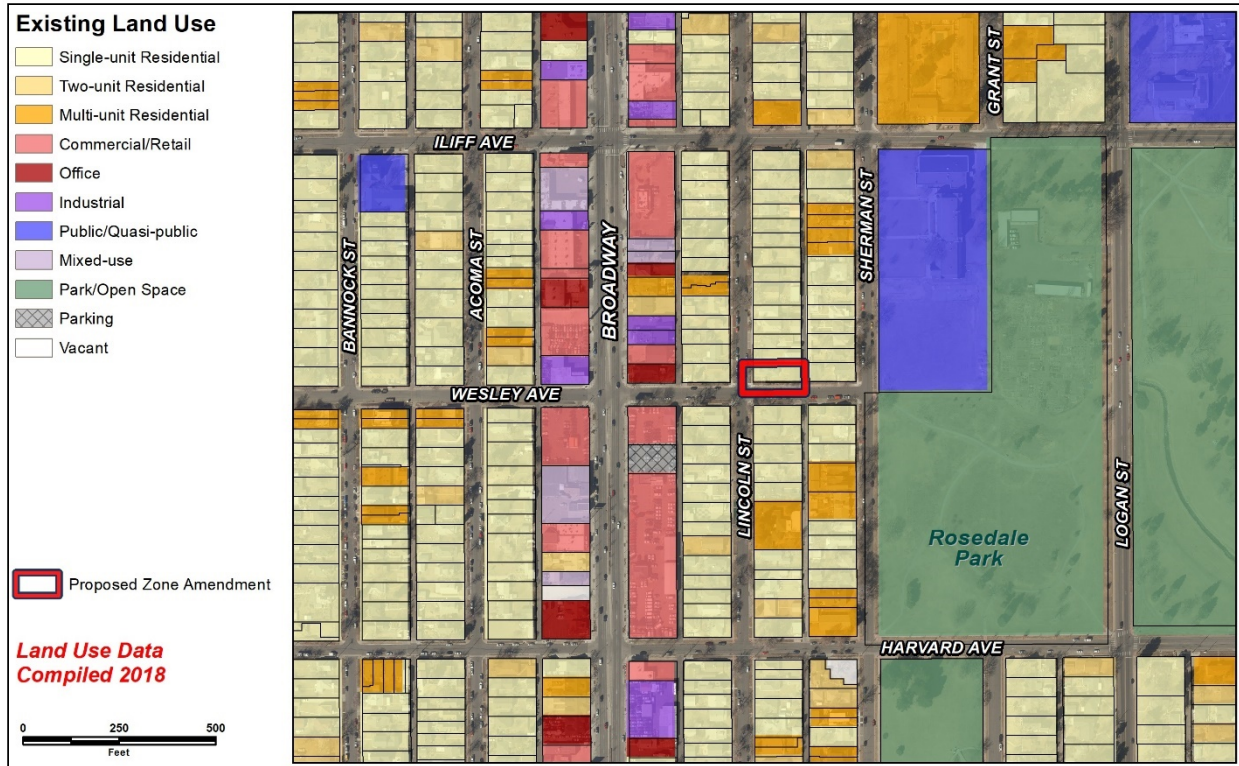 Existing Land Use
Single-unit Residential
Two-unit Residential
Multi-unit Residential
Commercial/Retail
Office
Industrial
Public/Quasi-public
Mixed-use
Park/Open Space
Parking
Vacant
Proposed Zone Amendment
Land Use Data
Compiled 2018
0 250 500
Feet
GRANT ST
ILIFF AVE
BANNOCK ST
ACOMA ST
BROADWAY
SHERMAN ST
WESLEY AVE
LINCOLN ST
LOGAN ST
Rosedale
Park
HARVARD AVE